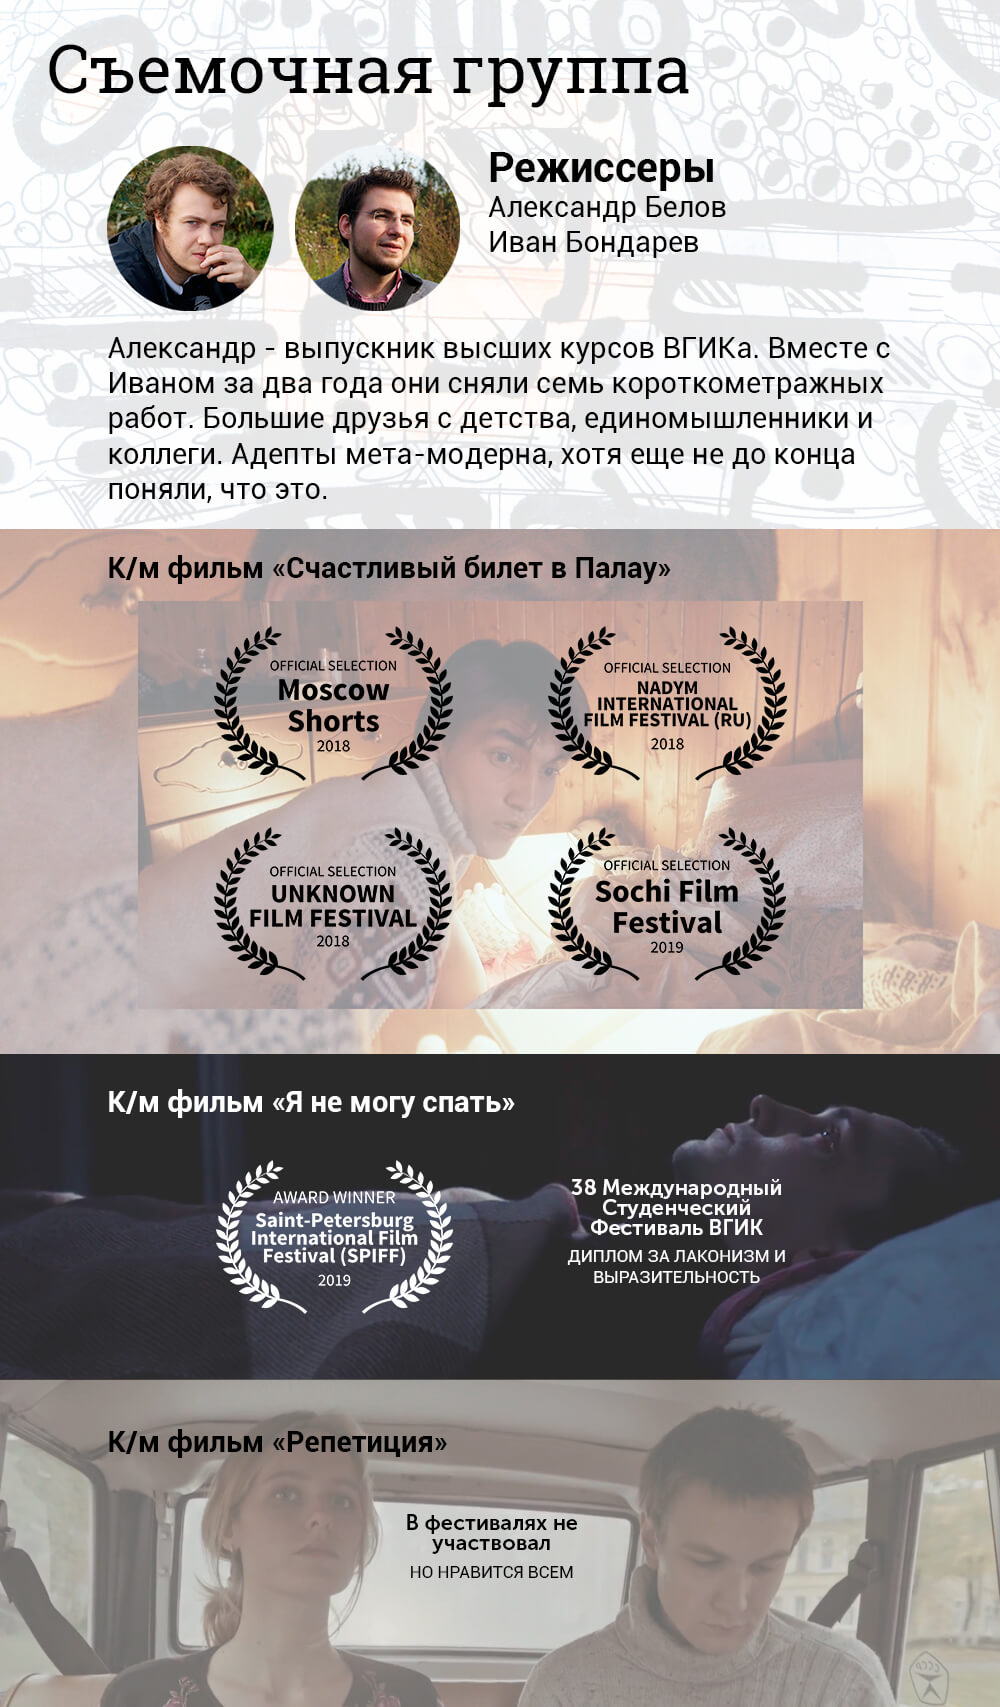 Съемочная группа
Режиссеры
Александр Белов
Иван Бондарев
Александр - выпускник высших курсов ВГИКа. Вместе с
Иваном за два года они сняли семь короткометражных
работ. Большие друзья с детства, единомышленники и
коллеги. Адепты мета-модерна, хотя еще не до конца
поняли, что это.
К/м фильм «Счастливый билет в Палау»
OFFICIAL SELECTION
Moscow
Shorts
2018
OFFICIAL SELECTION
NADYM
INTERNATIONAL
FILM FESTIVAL (RU)
2018
OFFICIAL SELECTION
UNKNOWN
FILM FESTIVAL
2018
OFFICIAL SELECTION
Sochi Film
Festival
2019
К/м фильм «Я не могу спать»
AWARD WINNER
Saint-Petersburg
International Film
Festival (SPIFF)
2019
38 Международный
Студенческий
Фестиваль ВГИК
ДИПЛОМ ЗА ЛАКОНИЗМ И
ВЫРАЗИТЕЛЬНОСТЬ
К/м фильм «Репетиция»
В фестивалях не
участвовал
НО НРАВИТСЯ ВСЕМ
СССР